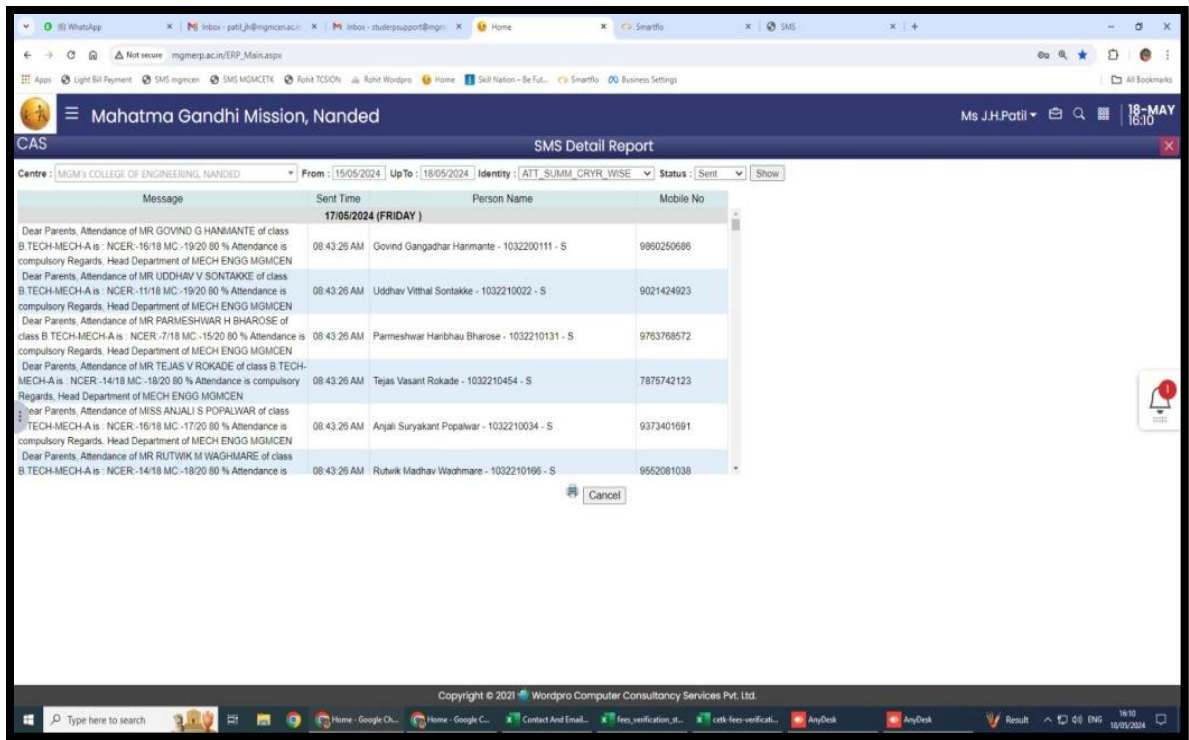 (6) WhatsApp
Inbox - patil_jh@mgmcen.ac.in
Inbox - studerpsupport@mgm
Home
Smartflo
SMS
Not secure mgmerp.ac.in/ERP_Main.aspx
Apps Light Bill Payment SMS mgmcen SMS MGMCETK Rohit TCSION Rohit Wordpro Home Skill Nation – Be Fut... Smartflo Business Settings All Bookmarks
Mahatma Gandhi Mission, Nanded Ms J.H.Patil 18-MAY
16:10
CAS SMS Detail Report
Centre : MGM's COLLEGE OF ENGINEERING, NANDED From : 15/05/2024 UpTo : 18/05/2024 Identity : ATT_SUMM_CRYR_WISE Status : Sent Show
Message Sent Time Person Name Mobile No
17/05/2024 (FRIDAY )
Dear Parents, Attendance of MR GOVIND G HANMANTE of class
B.TECH-MECH-A is : NCER:-16/18 MC:-19/20 80 % Attendance is 08:43:26 AM Govind Gangadhar Hanmante - 1032200111 - S 9860250686
compulsory Regards, Head Department of MECH ENGG MGMCEN
Dear Parents, Attendance of MR UDDHAV V SONTAKKE of class
B.TECH-MECH-A is : NCER:-11/18 MC:-19/20 80 % Attendance is 08:43:26 AM Uddhav Vitthal Sontakke - 1032210022 - S 9021424923
compulsory Regards, Head Department of MECH ENGG MGMCEN
Dear Parents, Attendance of MR PARMESHWAR H BHAROSE of
class B.TECH-MECH-A is : NCER:-7/18 MC:-15/20 80 % Attendance is 08:43:26 AM Parmeshwar Haribhau Bharose - 1032210131 - S 9763768572
compulsory Regards, Head Department of MECH ENGG MGMCEN
Dear Parents, Attendance of MR TEJAS V ROKADE of class B.TECH-
MECH-A is : NCER:-14/18 MC:-18/20 80 % Attendance is compulsory 08:43:26 AM Tejas Vasant Rokade - 1032210454 - S 7875742123
Regards, Head Department of MECH ENGG MGMCEN
ear Parents, Attendance of MISS ANJALI S POPALWAR of class
TECH-MECH-A is : NCER:-16/18 MC:-17/20 80 % Attendance is 08:43:26 AM Anjali Suryakant Popalwar - 1032210034 - S 9373401691
compulsory Regards, Head Department of MECH ENGG MGMCEN
Dear Parents, Attendance of MR RUTWIK M WAGHMARE of class
B.TECH-MECH-A is : NCER:-14/18 MC:-18/20 80 % Attendance is 08:43:26 AM Rutwik Madhav Waghmare - 1032210166 - S 9552081038
Cancel
1
Copyright © 2021 Wordpro Computer Consultancy Services Pvt. Ltd.
Type here to search Home - Google Ch... Home - Google C... Contact And Email... fees_verification_st... cetk-fees-verificati... AnyDesk AnyDesk Result ENG 16:10
18/05/2024